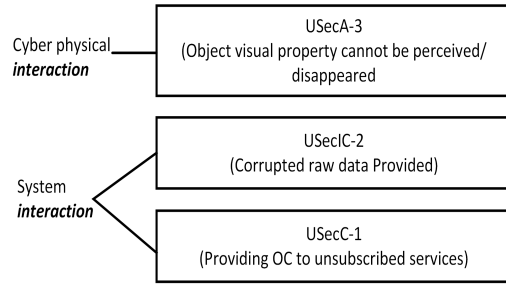 Cyber physical
interaction
USecA-3
(Object visual property cannot be perceived/
disappeared
System
interaction
USecIC-2
(Corrupted raw data Provided)
USecC-1
(Providing OC to unsubscribed services)